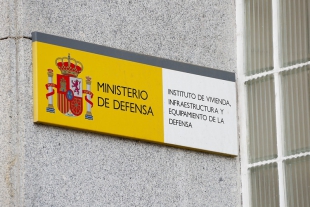 MINISTERIO
DE DEFENSA
INSTITUTO DE VIVIENDA,
INFRAESTRUCTURA Y
EQUIPAMIENTO DE LA
DEFENSA